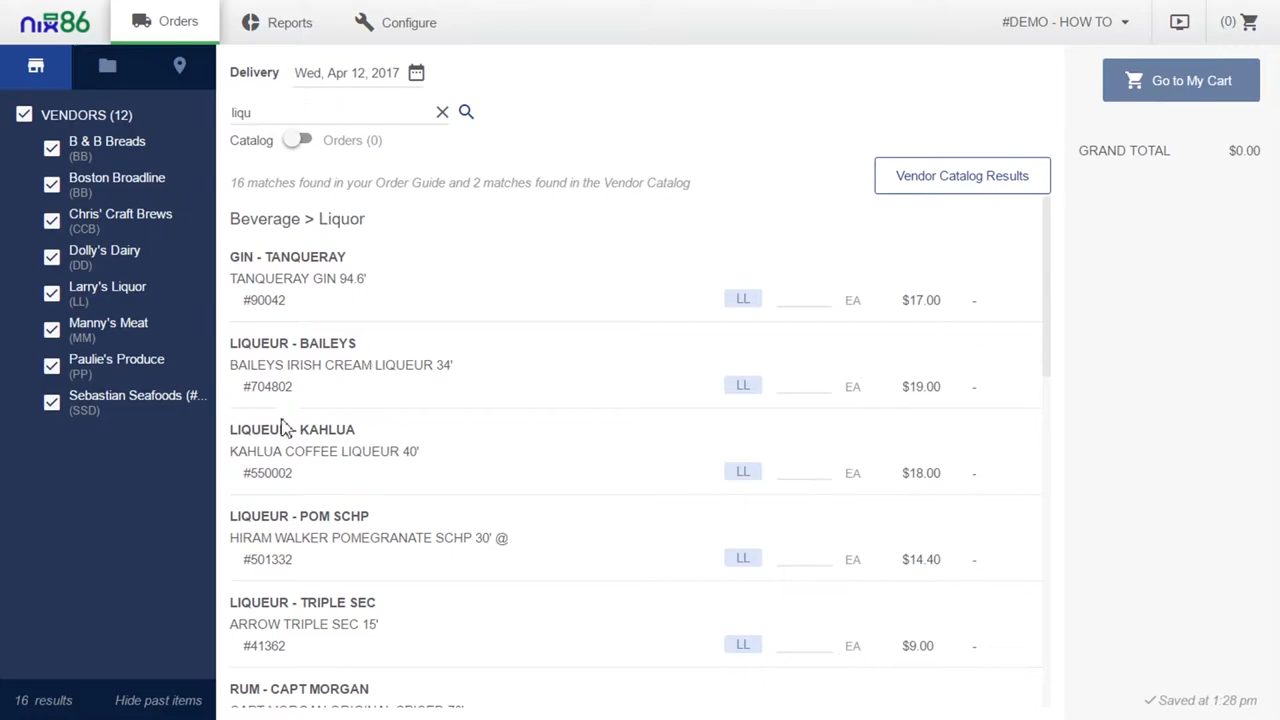 nix86
Orders
Reports
Configure
#DEMO - HOW TO
(0)
VENDORS (12)
B & B Breads
(BB)
Boston Broadline
(BB)
Chris' Craft Brews
(CCB)
Dolly's Dairy
(DD)
Larry's Liquor
(LL)
Manny's Meat
(MM)
Paulie's Produce
(PP)
Sebastian Seafoods (#...
(SSD)
16 results Hide past items
Delivery Wed, Apr 12, 2017
liqu
Catalog Orders (0)
16 matches found in your Order Guide and 2 matches found in the Vendor Catalog
Vendor Catalog Results
Beverage > Liquor
GIN - TANQUERAY
TANQUERAY GIN 94.6'
#90042 LL EA $17.00 -
LIQUEUR - BAILEYS
BAILEYS IRISH CREAM LIQUEUR 34'
#704802 LL EA $19.00 -
LIQUEUR - KAHLUA
KAHLUA COFFEE LIQUEUR 40'
#550002 LL EA $18.00 -
LIQUEUR - POM SCHP
HIRAM WALKER POMEGRANATE SCHP 30' @
#501332 LL EA $14.40 -
LIQUEUR - TRIPLE SEC
ARROW TRIPLE SEC 15'
#41362 LL EA $9.00 -
RUM - CAPT MORGAN
Go to My Cart
GRAND TOTAL $0.00
Saved at 1:28 pm